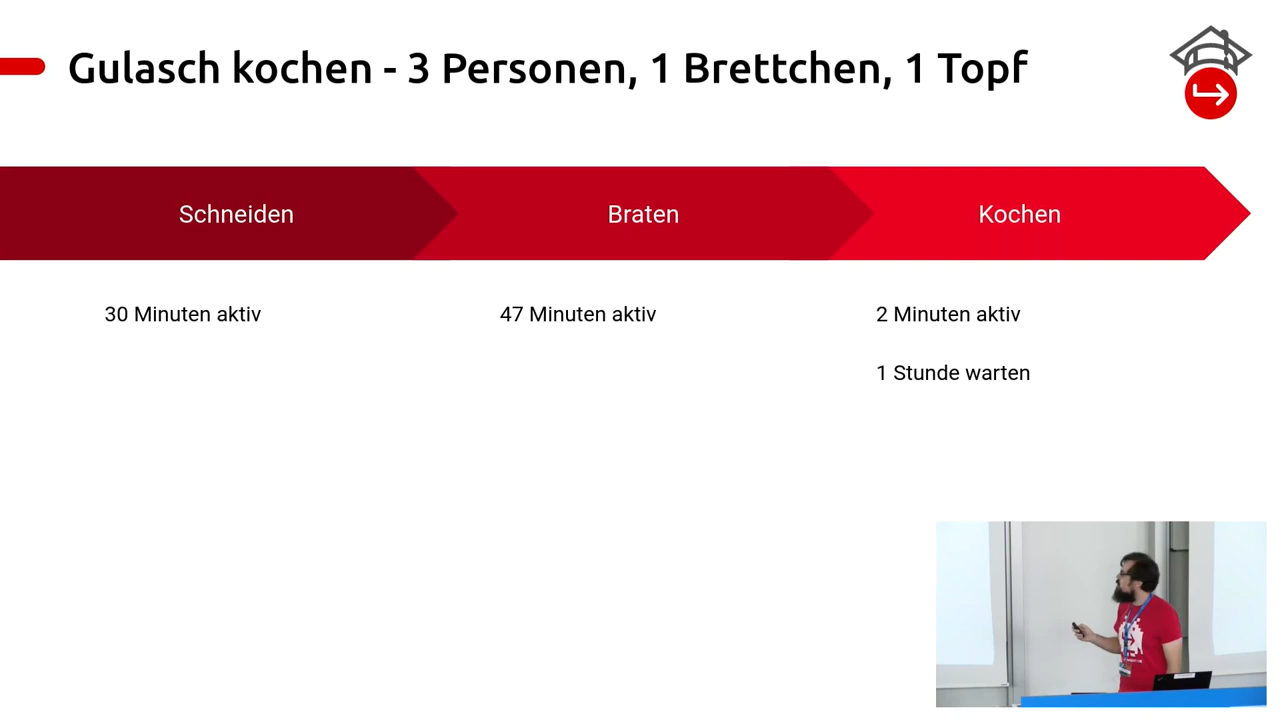 Gulasch kochen - 3 Personen, 1 Brettchen, 1 Topf
Schneiden
Braten
Kochen
30 Minuten aktiv
47 Minuten aktiv
2 Minuten aktiv
1 Stunde warten